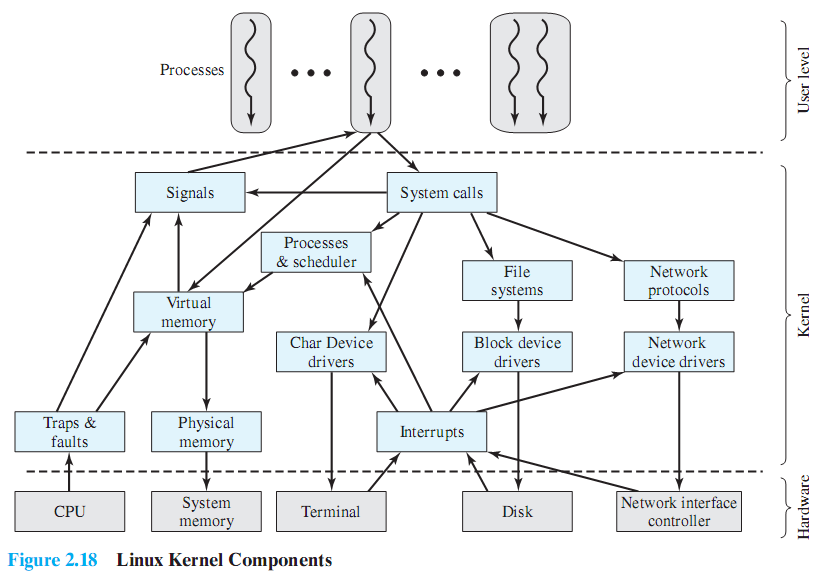 Processes
User level
Signals
System calls
Processes
& scheduler
File
systems
Network
protocols
Virtual
memory
Char Device
drivers
Block device
drivers
Network
device drivers
Kernel
Traps &
faults
Physical
memory
Interrupts
CPU
System
memory
Terminal
Disk
Network interface
controller
Hardware
Figure 2.18 Linux Kernel Components